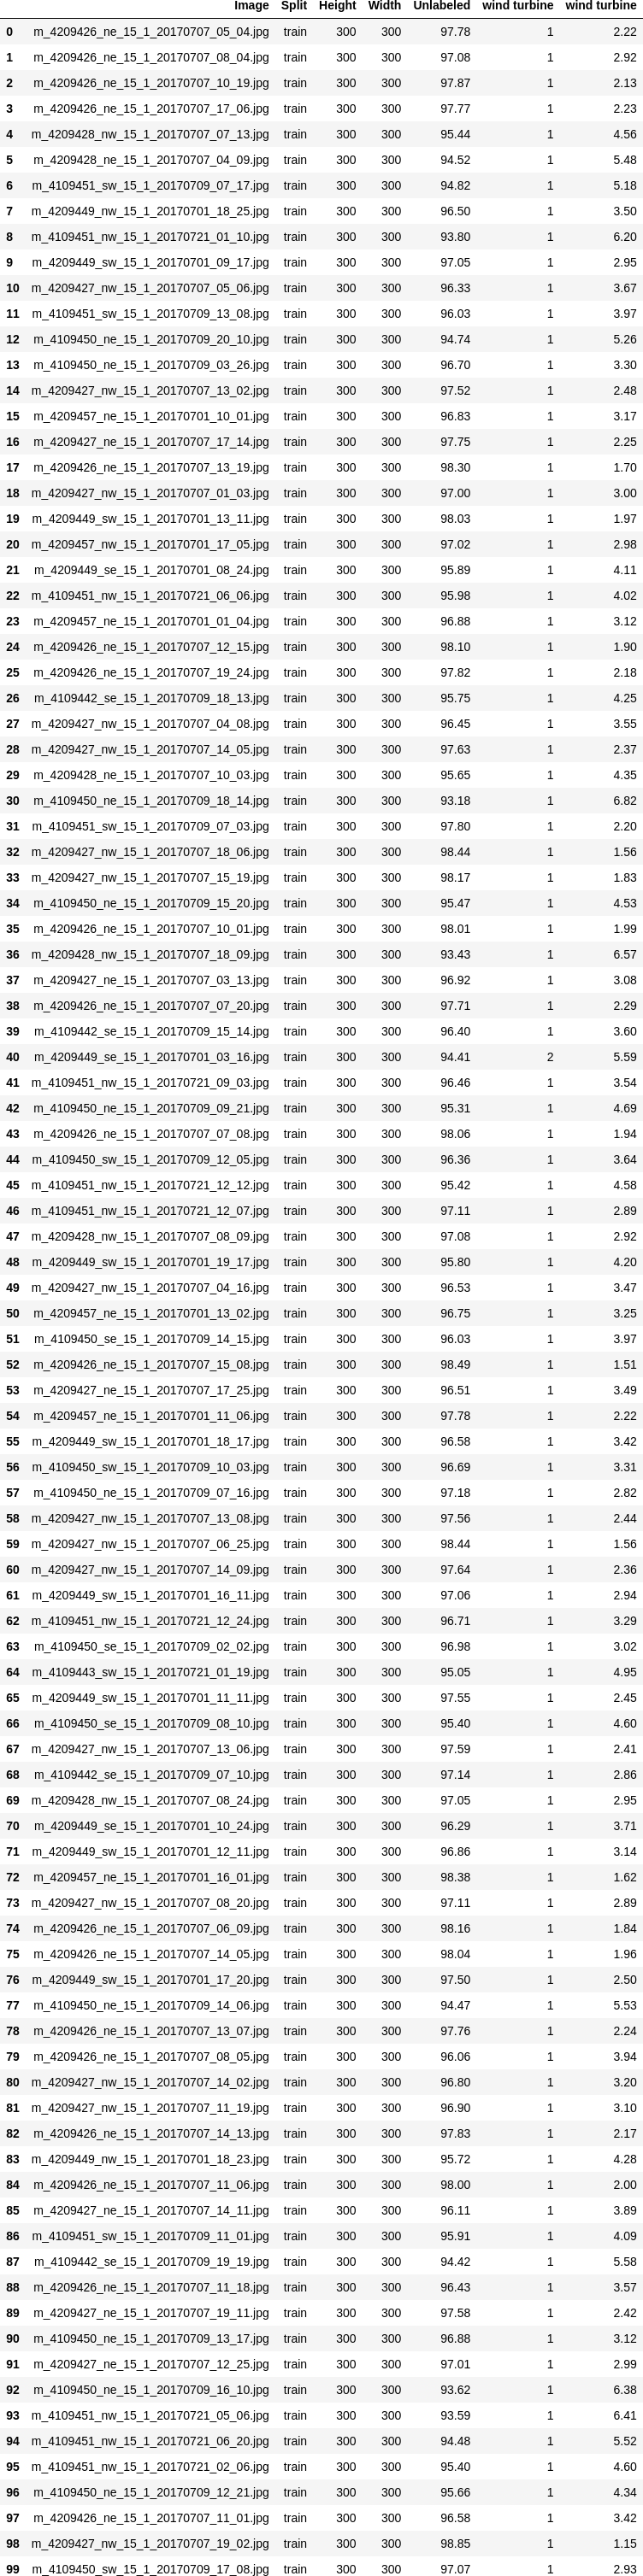 Image Split Height Width Unlabeled wind turbine wind turbine
0 m_4209426_ne_15_1_20170707_05_04.jpg train 300 300 97.78 1 2.22
1 m_4209426_ne_15_1_20170707_08_04.jpg train 300 300 97.08 1 2.92
2 m_4209426_ne_15_1_20170707_10_19.jpg train 300 300 97.87 1 2.13
3 m_4209426_ne_15_1_20170707_17_06.jpg train 300 300 97.77 1 2.23
4 m_4209428_nw_15_1_20170707_07_13.jpg train 300 300 95.44 1 4.56
5 m_4209428_ne_15_1_20170707_04_09.jpg train 300 300 94.52 1 5.48
6 m_4109451_sw_15_1_20170709_07_17.jpg train 300 300 94.82 1 5.18
7 m_4209449_nw_15_1_20170701_18_25.jpg train 300 300 96.50 1 3.50
8 m_4109451_nw_15_1_20170721_01_10.jpg train 300 300 93.80 1 6.20
9 m_4209449_sw_15_1_20170701_09_17.jpg train 300 300 97.05 1 2.95
10 m_4209427_nw_15_1_20170707_05_06.jpg train 300 300 96.33 1 3.67
11 m_4109451_sw_15_1_20170709_13_08.jpg train 300 300 96.03 1 3.97
12 m_4109450_ne_15_1_20170709_20_10.jpg train 300 300 94.74 1 5.26
13 m_4109450_ne_15_1_20170709_03_26.jpg train 300 300 96.70 1 3.30
14 m_4209427_nw_15_1_20170707_13_02.jpg train 300 300 97.52 1 2.48
15 m_4209457_ne_15_1_20170701_10_01.jpg train 300 300 96.83 1 3.17
16 m_4209427_ne_15_1_20170707_17_14.jpg train 300 300 97.75 1 2.25
17 m_4209426_ne_15_1_20170707_13_19.jpg train 300 300 98.30 1 1.70
18 m_4209427_nw_15_1_20170707_01_03.jpg train 300 300 97.00 1 3.00
19 m_4209449_sw_15_1_20170701_13_11.jpg train 300 300 98.03 1 1.97
20 m_4209457_nw_15_1_20170701_17_05.jpg train 300 300 97.02 1 2.98
21 m_4209449_se_15_1_20170701_08_24.jpg train 300 300 95.89 1 4.11
22 m_4109451_nw_15_1_20170721_06_06.jpg train 300 300 95.98 1 4.02
23 m_4209457_ne_15_1_20170701_01_04.jpg train 300 300 96.88 1 3.12
24 m_4209426_ne_15_1_20170707_12_15.jpg train 300 300 98.10 1 1.90
25 m_4209426_ne_15_1_20170707_19_24.jpg train 300 300 97.82 1 2.18
26 m_4109442_se_15_1_20170709_18_13.jpg train 300 300 95.75 1 4.25
27 m_4209427_nw_15_1_20170707_04_08.jpg train 300 300 96.45 1 3.55
28 m_4209427_nw_15_1_20170707_14_05.jpg train 300 300 97.63 1 2.37
29 m_4209428_ne_15_1_20170707_10_03.jpg train 300 300 95.65 1 4.35
30 m_4109450_ne_15_1_20170709_18_14.jpg train 300 300 93.18 1 6.82
31 m_4109451_sw_15_1_20170709_07_03.jpg train 300 300 97.80 1 2.20
32 m_4209427_nw_15_1_20170707_18_06.jpg train 300 300 98.44 1 1.56
33 m_4209427_nw_15_1_20170707_15_19.jpg train 300 300 98.17 1 1.83
34 m_4109450_ne_15_1_20170709_15_20.jpg train 300 300 95.47 1 4.53
35 m_4209426_ne_15_1_20170707_10_01.jpg train 300 300 98.01 1 1.99
36 m_4209428_nw_15_1_20170707_18_09.jpg train 300 300 93.43 1 6.57
37 m_4209427_ne_15_1_20170707_03_13.jpg train 300 300 96.92 1 3.08
38 m_4209426_ne_15_1_20170707_07_20.jpg train 300 300 97.71 1 2.29
39 m_4109442_se_15_1_20170709_15_14.jpg train 300 300 96.40 1 3.60
40 m_4209449_se_15_1_20170701_03_16.jpg train 300 300 94.41 2 5.59
41 m_4109451_nw_15_1_20170721_09_03.jpg train 300 300 96.46 1 3.54
42 m_4109450_ne_15_1_20170709_09_21.jpg train 300 300 95.31 1 4.69
43 m_4209426_ne_15_1_20170707_07_08.jpg train 300 300 98.06 1 1.94
44 m_4109450_sw_15_1_20170709_12_05.jpg train 300 300 96.36 1 3.64
45 m_4109451_nw_15_1_20170721_12_12.jpg train 300 300 95.42 1 4.58
46 m_4109451_nw_15_1_20170721_12_07.jpg train 300 300 97.11 1 2.89
47 m_4209428_nw_15_1_20170707_08_09.jpg train 300 300 97.08 1 2.92
48 m_4209449_sw_15_1_20170701_19_17.jpg train 300 300 95.80 1 4.20
49 m_4209427_nw_15_1_20170707_04_16.jpg train 300 300 96.53 1 3.47
50 m_4209457_ne_15_1_20170701_13_02.jpg train 300 300 96.75 1 3.25
51 m_4109450_se_15_1_20170709_14_15.jpg train 300 300 96.03 1 3.97
52 m_4209426_ne_15_1_20170707_15_08.jpg train 300 300 98.49 1 1.51
53 m_4209427_ne_15_1_20170707_17_25.jpg train 300 300 96.51 1 3.49
54 m_4209457_ne_15_1_20170701_11_06.jpg train 300 300 97.78 1 2.22
55 m_4209449_sw_15_1_20170701_18_17.jpg train 300 300 96.58 1 3.42
56 m_4109450_sw_15_1_20170709_10_03.jpg train 300 300 96.69 1 3.31
57 m_4109450_ne_15_1_20170709_07_16.jpg train 300 300 97.18 1 2.82
58 m_4209427_nw_15_1_20170707_13_08.jpg train 300 300 97.56 1 2.44
59 m_4209427_nw_15_1_20170707_06_25.jpg train 300 300 98.44 1 1.56
60 m_4209427_nw_15_1_20170707_14_09.jpg train 300 300 97.64 1 2.36
61 m_4209449_sw_15_1_20170701_16_11.jpg train 300 300 97.06 1 2.94
62 m_4109451_nw_15_1_20170721_12_24.jpg train 300 300 96.71 1 3.29
63 m_4109450_se_15_1_20170709_02_02.jpg train 300 300 96.98 1 3.02
64 m_4109443_sw_15_1_20170721_01_19.jpg train 300 300 95.05 1 4.95
65 m_4209449_sw_15_1_20170701_11_11.jpg train 300 300 97.55 1 2.45
66 m_4109450_se_15_1_20170709_08_10.jpg train 300 300 95.40 1 4.60
67 m_4209427_nw_15_1_20170707_13_06.jpg train 300 300 97.59 1 2.41
68 m_4109442_se_15_1_20170709_07_10.jpg train 300 300 97.14 1 2.86
69 m_4209428_nw_15_1_20170707_08_24.jpg train 300 300 97.05 1 2.95
70 m_4209449_se_15_1_20170701_10_24.jpg train 300 300 96.29 1 3.71
71 m_4209449_sw_15_1_20170701_12_11.jpg train 300 300 96.86 1 3.14
72 m_4209457_ne_15_1_20170701_16_01.jpg train 300 300 98.38 1 1.62
73 m_4209427_nw_15_1_20170707_08_20.jpg train 300 300 97.11 1 2.89
74 m_4209426_ne_15_1_20170707_06_09.jpg train 300 300 98.16 1 1.84
75 m_4209426_ne_15_1_20170707_14_05.jpg train 300 300 98.04 1 1.96
76 m_4209449_sw_15_1_20170701_17_20.jpg train 300 300 97.50 1 2.50
77 m_4109450_ne_15_1_20170709_14_06.jpg train 300 300 94.47 1 5.53
78 m_4209426_ne_15_1_20170707_13_07.jpg train 300 300 97.76 1 2.24
79 m_4209426_ne_15_1_20170707_08_05.jpg train 300 300 96.06 1 3.94
80 m_4209427_nw_15_1_20170707_14_02.jpg train 300 300 96.80 1 3.20
81 m_4209427_nw_15_1_20170707_11_19.jpg train 300 300 96.90 1 3.10
82 m_4209426_ne_15_1_20170707_14_13.jpg train 300 300 97.83 1 2.17
83 m_4209449_nw_15_1_20170701_18_23.jpg train 300 300 95.72 1 4.28
84 m_4209426_ne_15_1_20170707_11_06.jpg train 300 300 98.00 1 2.00
85 m_4209427_ne_15_1_20170707_14_11.jpg train 300 300 96.11 1 3.89
86 m_4109451_sw_15_1_20170709_11_01.jpg train 300 300 95.91 1 4.09
87 m_4109442_se_15_1_20170709_19_19.jpg train 300 300 94.42 1 5.58
88 m_4209426_ne_15_1_20170707_11_18.jpg train 300 300 96.43 1 3.57
89 m_4209427_ne_15_1_20170707_19_11.jpg train 300 300 97.58 1 2.42
90 m_4109450_ne_15_1_20170709_13_17.jpg train 300 300 96.88 1 3.12
91 m_4209427_ne_15_1_20170707_12_25.jpg train 300 300 97.01 1 2.99
92 m_4109450_ne_15_1_20170709_16_10.jpg train 300 300 93.62 1 6.38
93 m_4109451_nw_15_1_20170721_05_06.jpg train 300 300 93.59 1 6.41
94 m_4109451_nw_15_1_20170721_06_20.jpg train 300 300 94.48 1 5.52
95 m_4109451_nw_15_1_20170721_02_06.jpg train 300 300 95.40 1 4.60
96 m_4109450_ne_15_1_20170709_12_21.jpg train 300 300 95.66 1 4.34
97 m_4209426_ne_15_1_20170707_11_01.jpg train 300 300 96.58 1 3.42
98 m_4209427_nw_15_1_20170707_19_02.jpg train 300 300 98.85 1 1.15
99 m_4109450_sw_15_1_20170709_17_08.jpg train 300 300 97.07 1 2.93